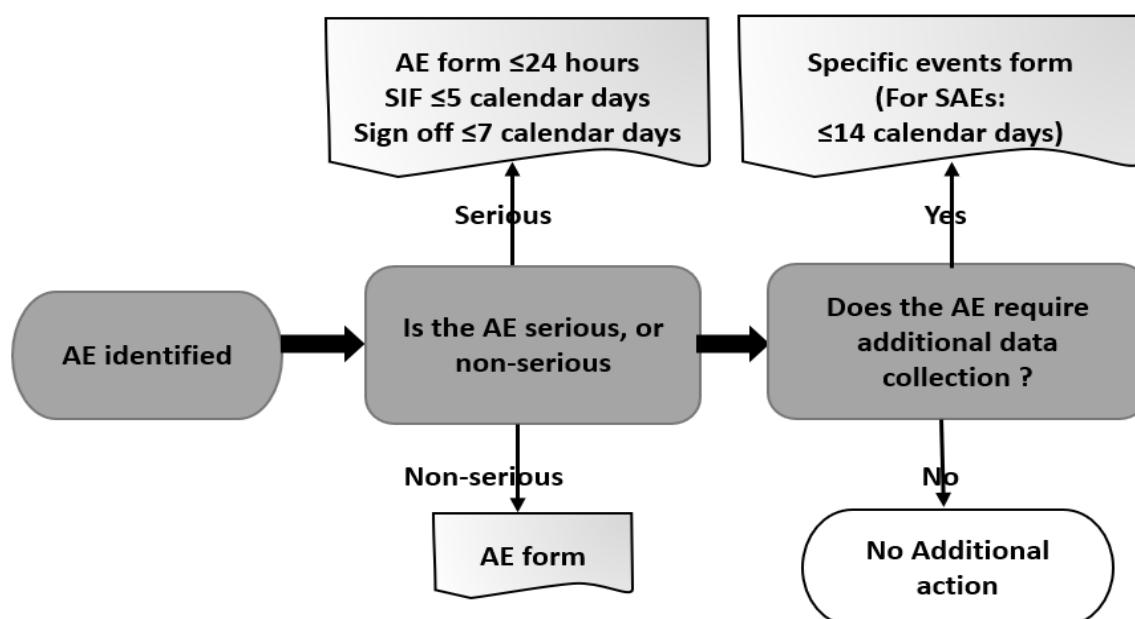 AE form ≤24 hours
SIF ≤5 calendar days
Sign off ≤7 calendar days
Specific events form
(For SAEs:
≤14 calendar days)
Serious
Yes
AE identified
Is the AE serious, or
non-serious
Does the AE require
additional data
collection ?
Non-serious
No
AE form
No Additional
action